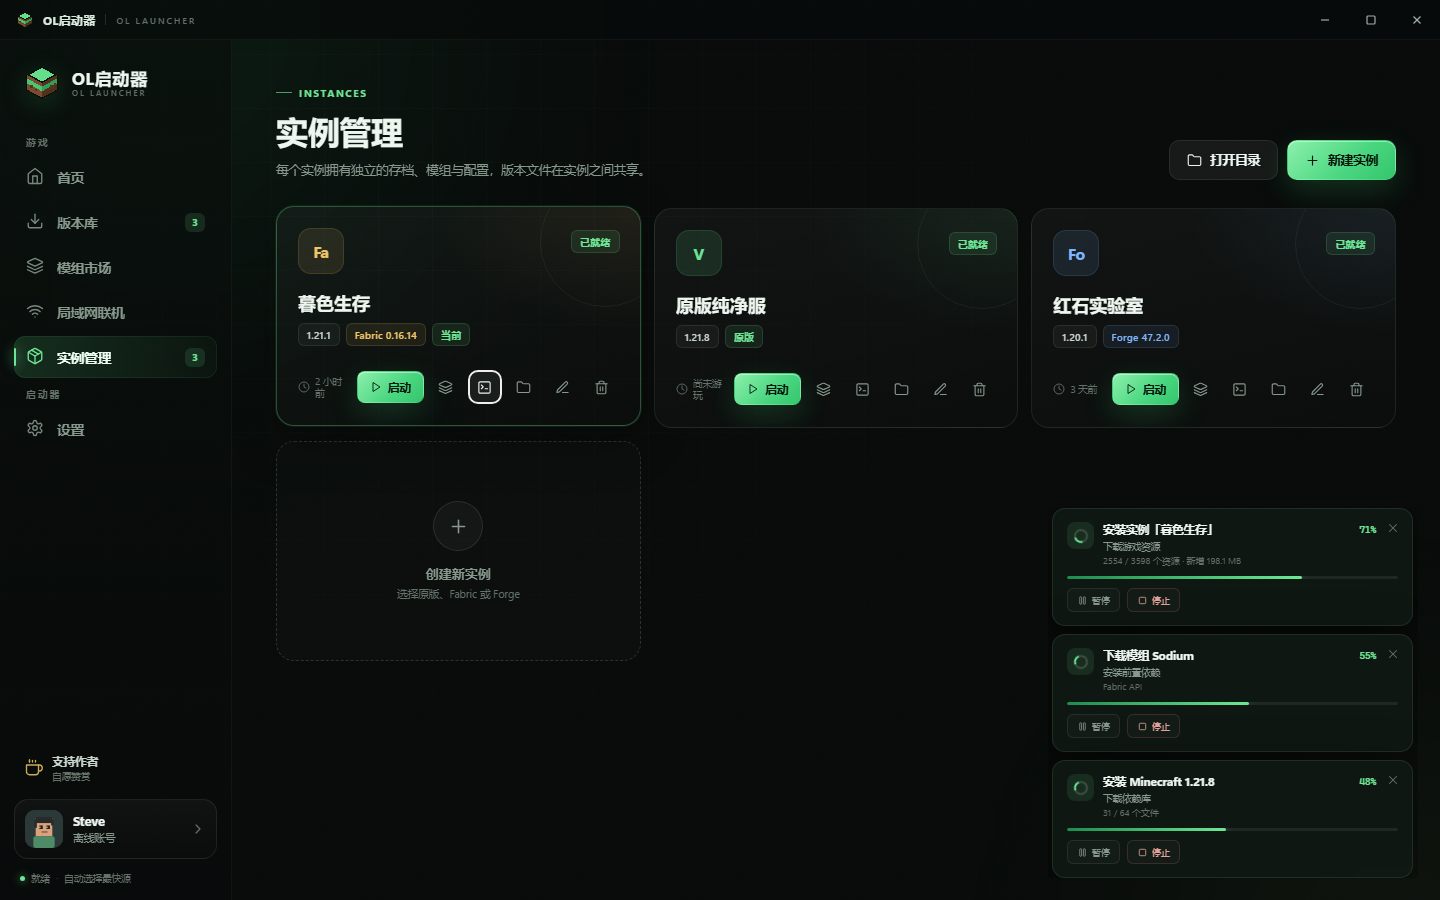 OL启动器
OL LAUNCHER
OL启动器
OL LAUNCHER
游戏
首页
版本库
3
模组市场
局域网联机
实例管理
3
启动器
设置
支持作者
自愿赞赏
Steve
离线账号
就绪 · 自动选择最快源
INSTANCES
实例管理
每个实例拥有独立的存档、模组与配置，版本文件在实例之间共享。
打开目录
新建实例
Fa
已就绪
暮色生存
1.21.1
Fabric 0.16.14
当前
2 小时
前
启动
V
已就绪
原版纯净服
1.21.8
原版
尚未游
玩
启动
Fo
已就绪
红石实验室
1.20.1
Forge 47.2.0
3 天前
启动
创建新实例
选择原版、Fabric 或 Forge
安装实例「暮色生存」
71%
下载游戏资源
2554 / 3598 个资源 · 新增 198.1 MB
暂停
停止
下载模组 Sodium
55%
安装前置依赖
Fabric API
暂停
停止
安装 Minecraft 1.21.8
48%
下载依赖库
31 / 64 个文件
暂停
停止